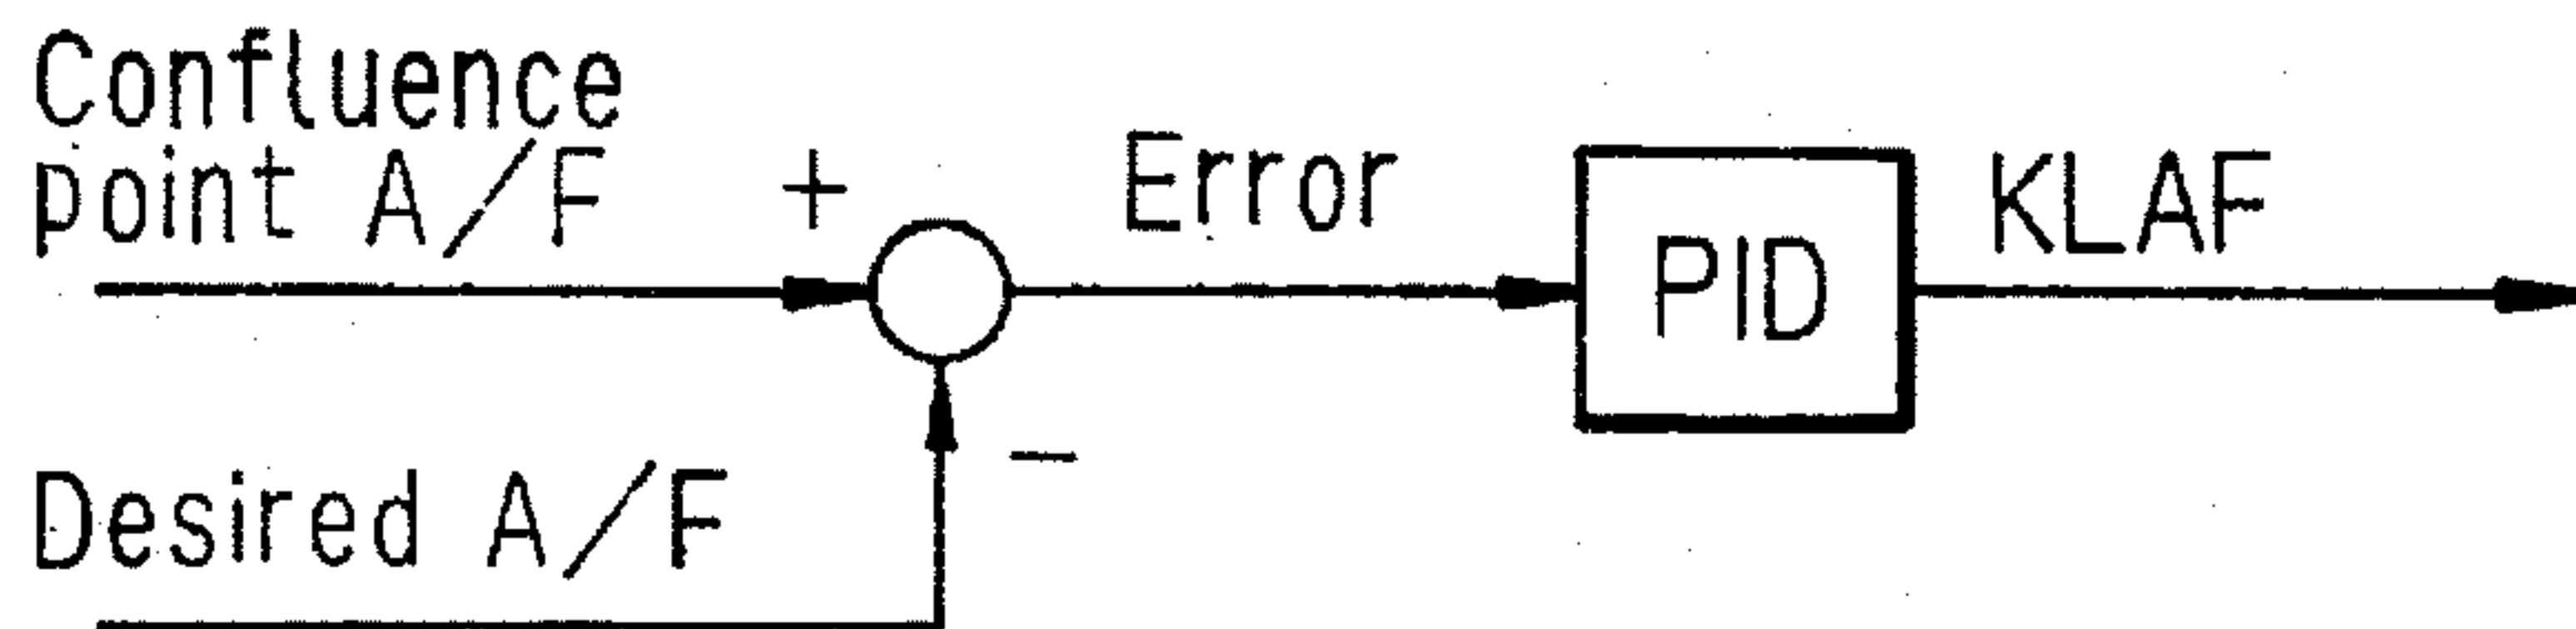 Confluence
point A/F
+
Error
PID
KLAF
-
Desired A/F